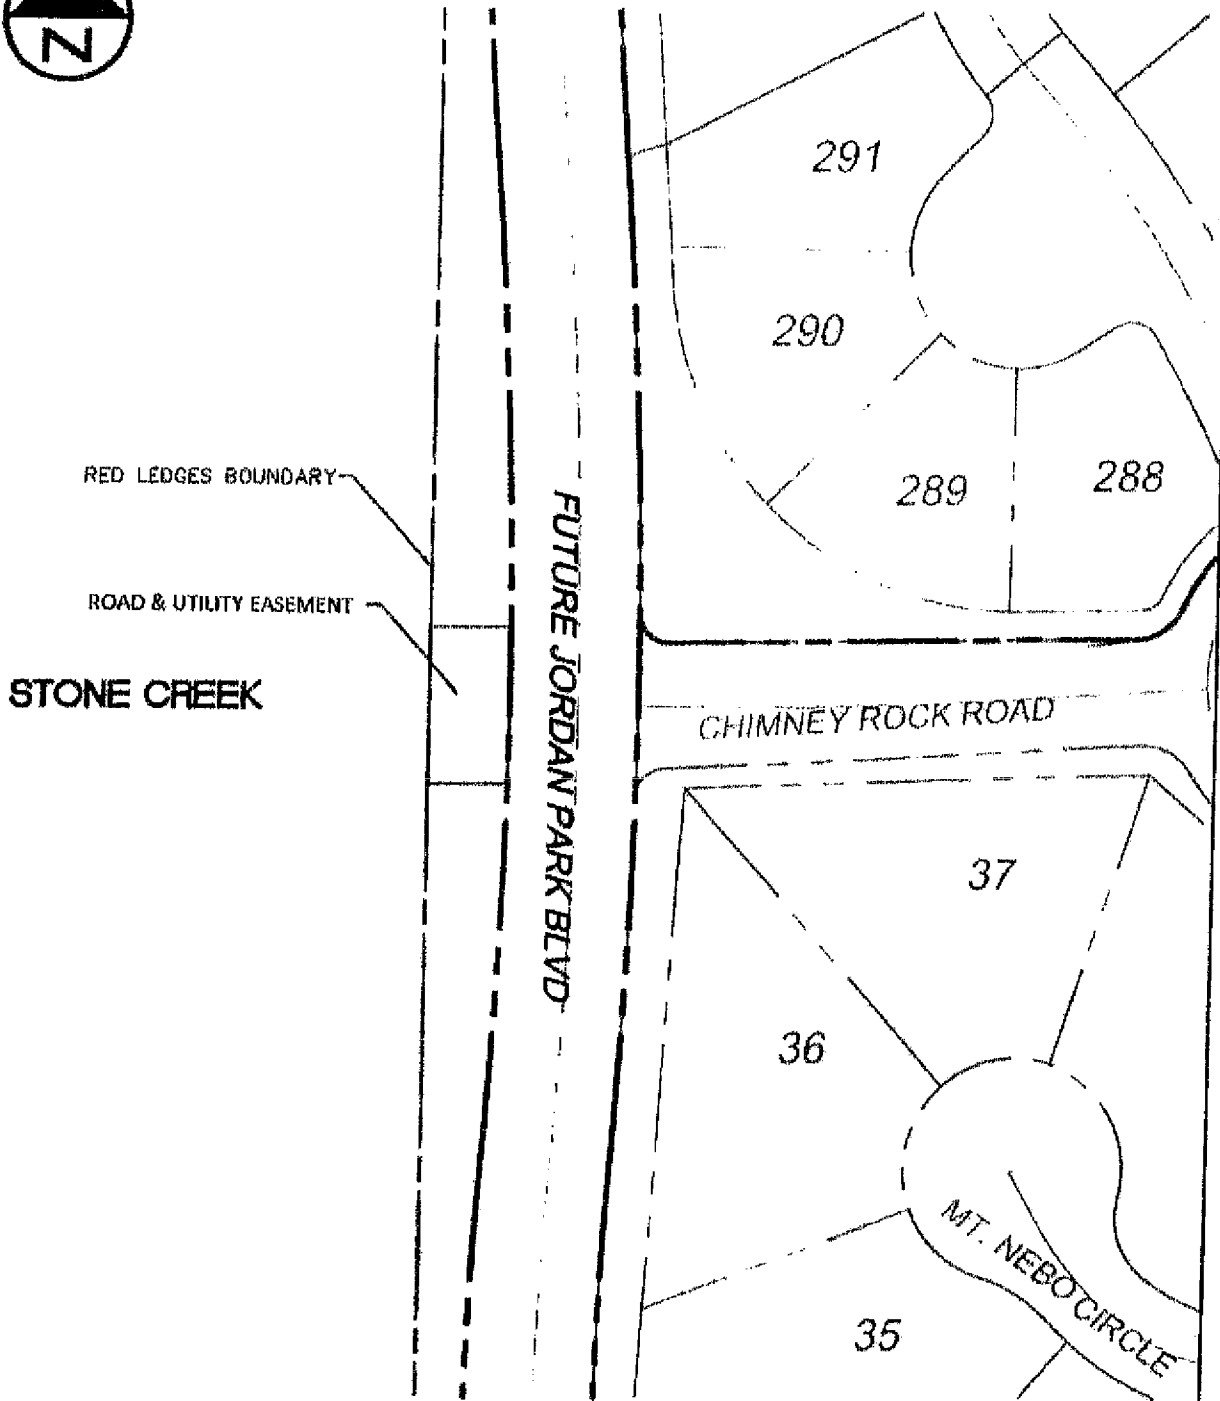 N
291
290
289
288
RED LEDGES BOUNDARY
ROAD & UTILITY EASEMENT
STONE CREEK
FUTURE JORDAN PARK BLVD
CHIMNEY ROCK ROAD
37
36
MT. NEBO CIRCLE
35